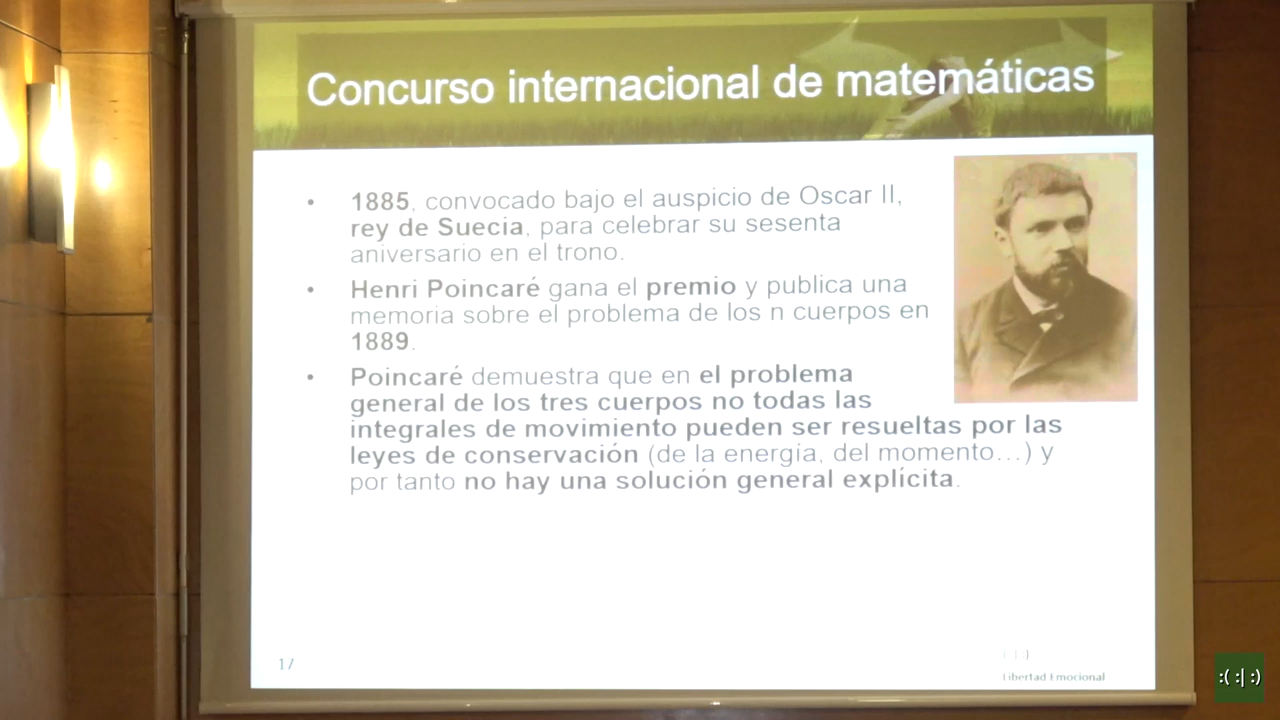 Concurso internacional de matemáticas
• 1885, convocado bajo el auspicio de Oscar II,
rey de Suecia, para celebrar su sesenta
aniversario en el trono.
• Henri Poincaré gana el premio y publica una
memoria sobre el problema de los n cuerpos en
1889.
• Poincaré demuestra que en el problema
general de los tres cuerpos no todas las
integrales de movimiento pueden ser resueltas por las
leyes de conservación (de la energía, del momento...) y
por tanto no hay una solución general explícita.
17
Libertad Emocional
:( :| :)